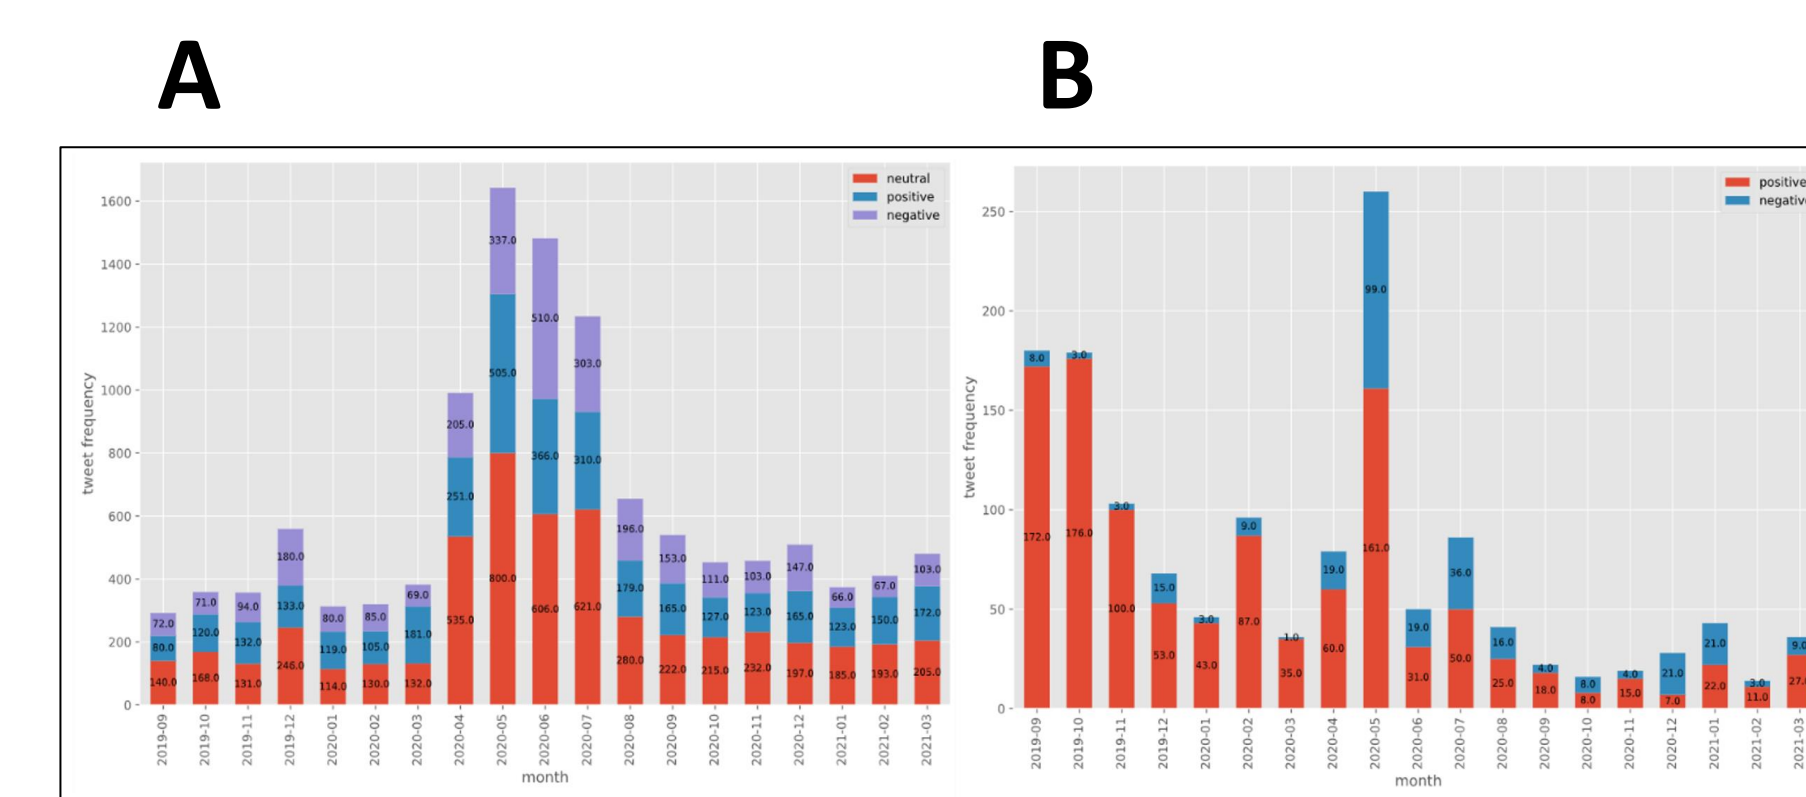 A
B
neutral
positive
negative
1600
1400
1200
1000
800
600
400
200
0
tweet frequency
72.0 71.0 94.0 180.0 80.0 85.0 69.0 205.0 337.0 510.0 303.0 196.0 153.0 111.0 103.0 147.0 66.0 67.0 103.0
80.0 120.0 132.0 133.0 119.0 105.0 181.0 251.0 505.0 366.0 310.0 179.0 165.0 127.0 123.0 165.0 123.0 150.0 172.0
140.0 168.0 131.0 246.0 114.0 130.0 132.0 535.0 800.0 606.0 621.0 280.0 222.0 215.0 232.0 197.0 185.0 193.0 205.0
2019-09 2019-10 2019-11 2019-12 2020-01 2020-02 2020-03 2020-04 2020-05 2020-06 2020-07 2020-08 2020-09 2020-10 2020-11 2020-12 2021-01 2021-02 2021-03
month
positive
negative
250
200
150
100
50
0
tweet frequency
8.0 3.0 3.0 15.0 3.0 9.0 1.0 19.0 99.0 19.0 36.0 16.0 4.0 8.0 4.0 21.0 21.0 3.0 9.0
172.0 176.0 100.0 53.0 43.0 87.0 35.0 60.0 161.0 31.0 50.0 25.0 18.0 8.0 15.0 7.0 22.0 11.0 27.0
2019-09 2019-10 2019-11 2019-12 2020-01 2020-02 2020-03 2020-04 2020-05 2020-06 2020-07 2020-08 2020-09 2020-10 2020-11 2020-12 2021-01 2021-02 2021-03
month